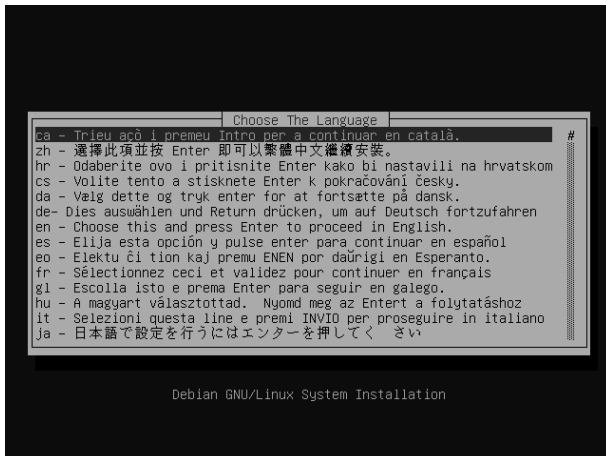 Choose The Language
ca - Trieu açò i premeu Intro per a continuar en català.
zh - 選擇此項並按 Enter 即可以繁體中文繼續安裝。
hr - Odaberite ovo i pritisnite Enter kako bi nastavili na hrvatskom
cs - Volite tento a stisknete Enter k pokračování česky.
da - Vælg dette og tryk enter for at fortsætte på dansk.
de- Dies auswählen und Return drücken, um auf Deutsch fortzufahren
en - Choose this and press Enter to proceed in English.
es - Elija esta opción y pulse enter para continuar en español
eo - Elektu ĉi tion kaj premu ENEN por daŭrigi en Esperanto.
fr - Sélectionnez ceci et validez pour continuer en français
gl - Escolla isto e prema Enter para seguir en galego.
hu - A magyart választottad.  Nyomd meg az Entert a folytatáshoz
it - Selezioni questa line e premi INVIO per proseguire in italiano
ja - 日本語で設定を行うにはエンターを押してく さい
Debian GNU/Linux System Installation